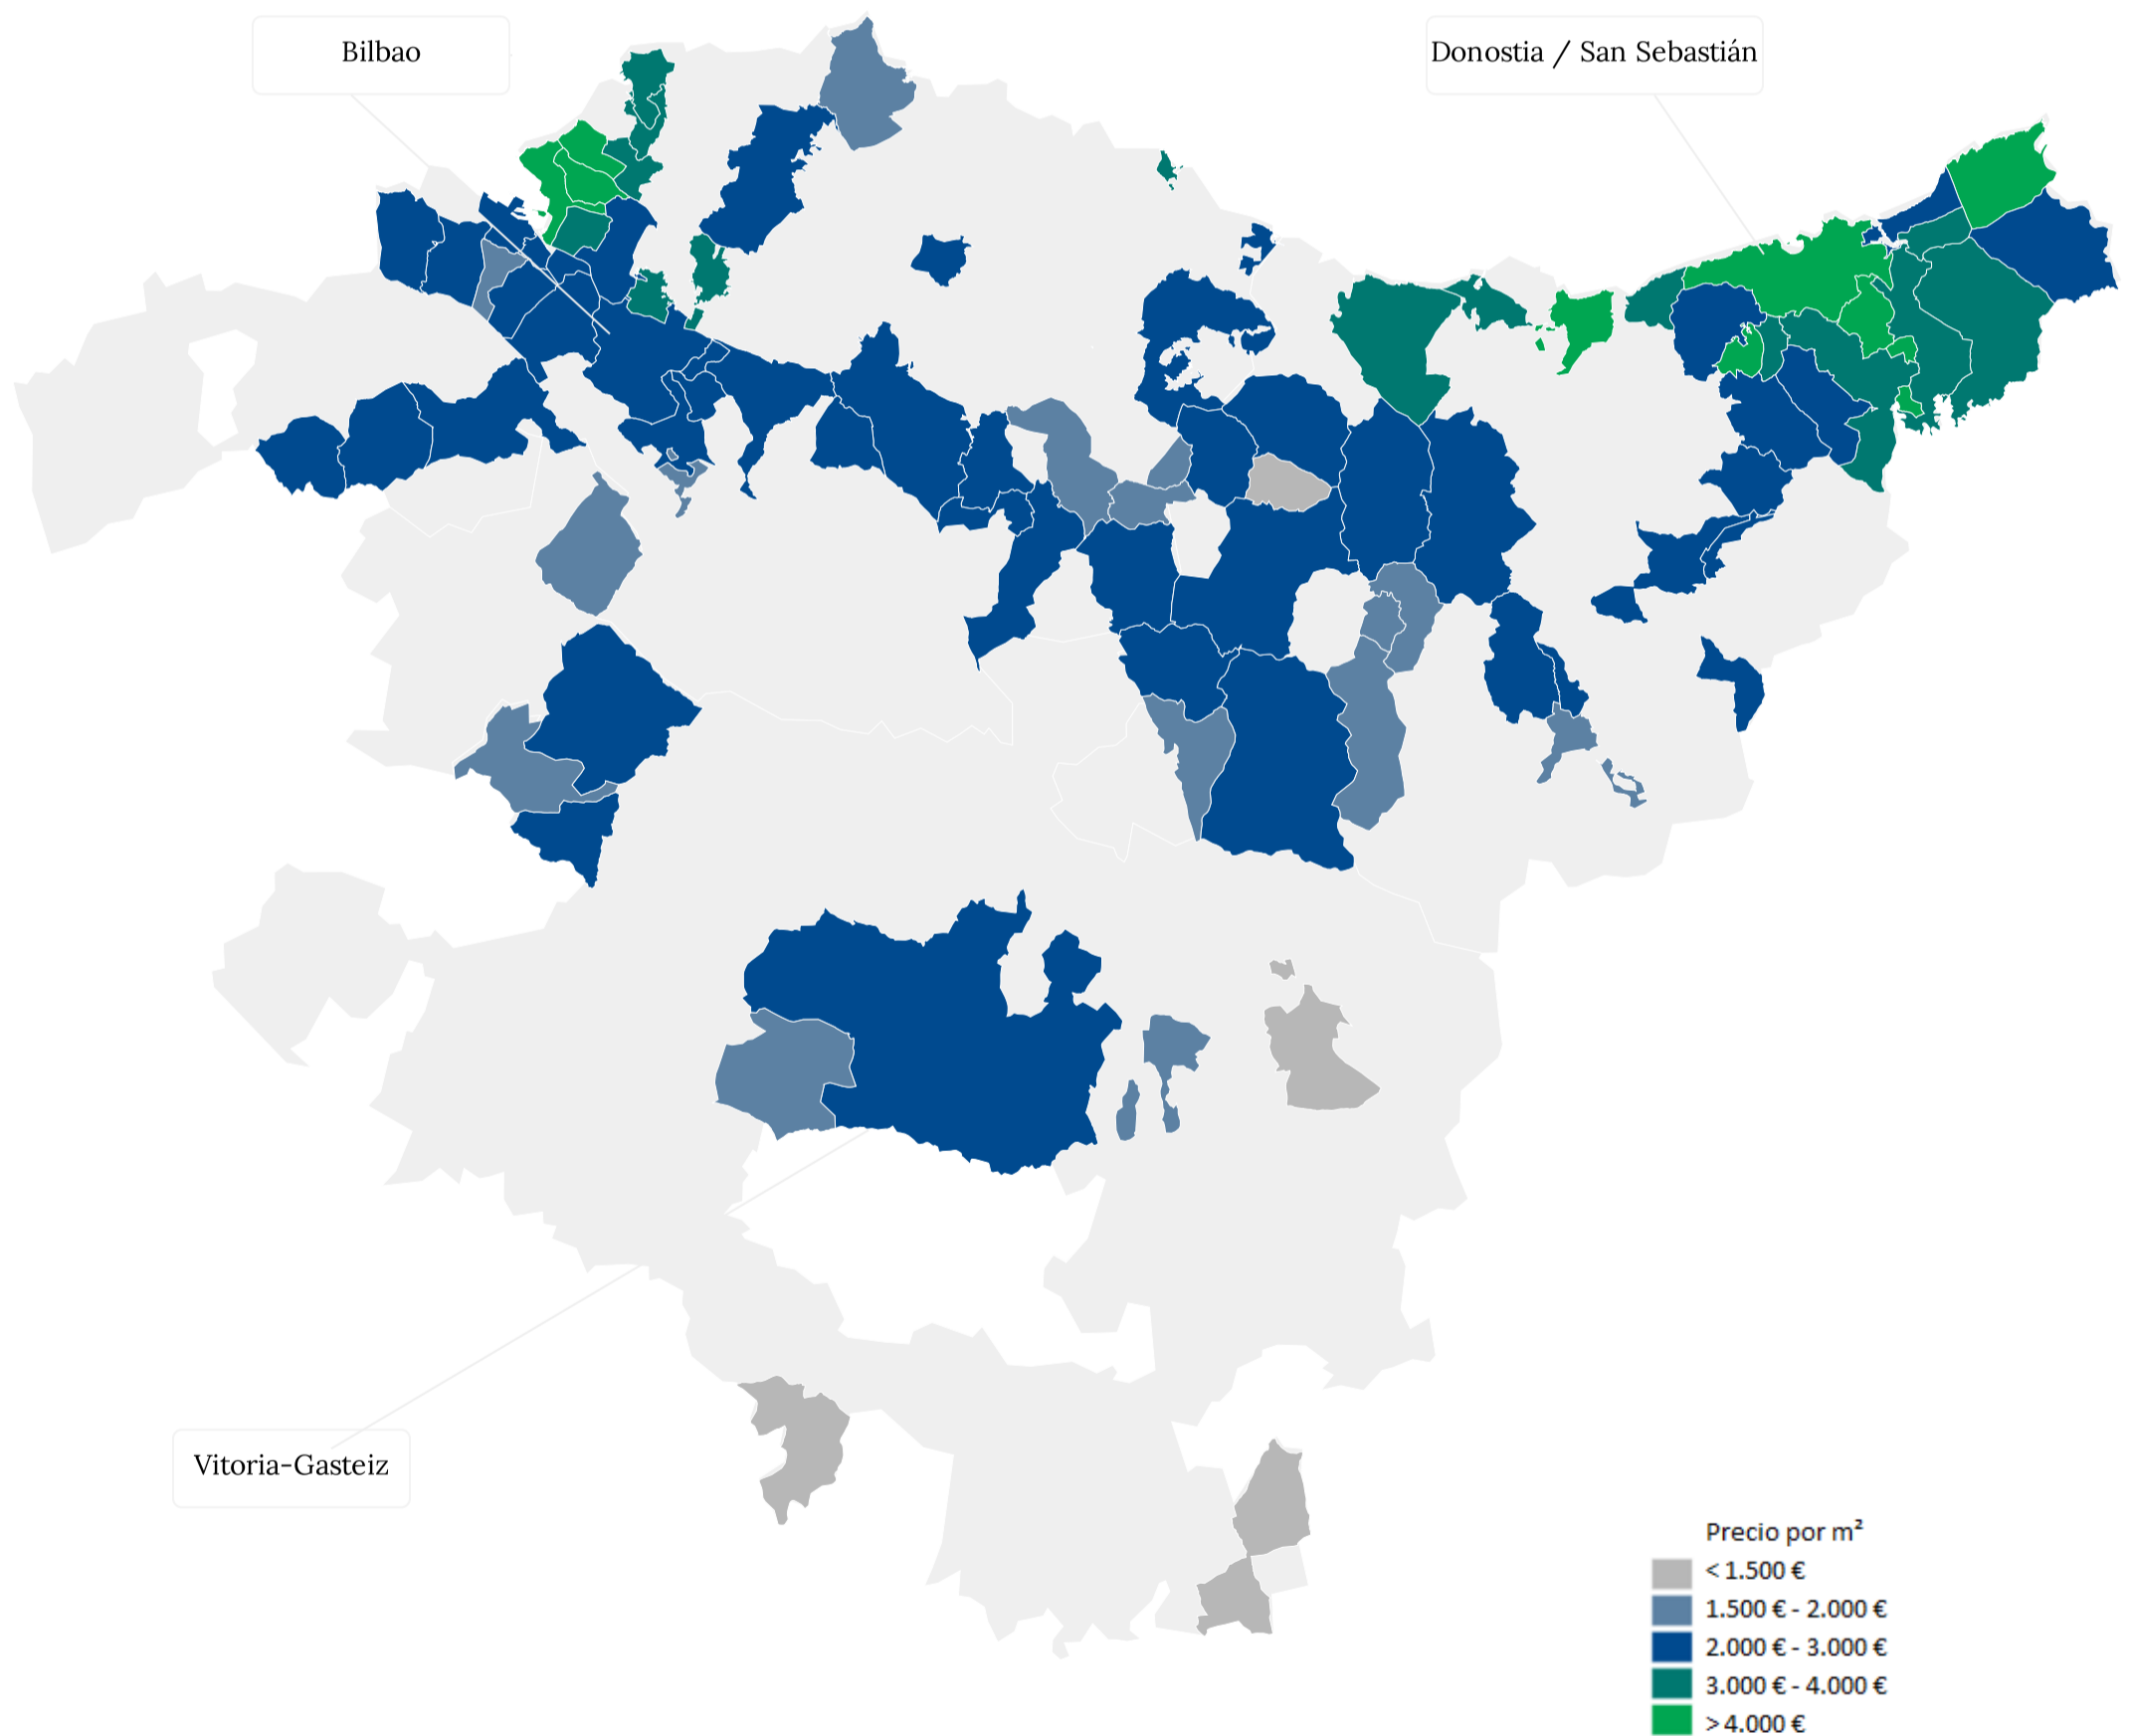 Bilbao
Donostia / San Sebastián
Vitoria-Gasteiz
Precio por m²
< 1.500 €
1.500 € - 2.000 €
2.000 € - 3.000 €
3.000 € - 4.000 €
> 4.000 €